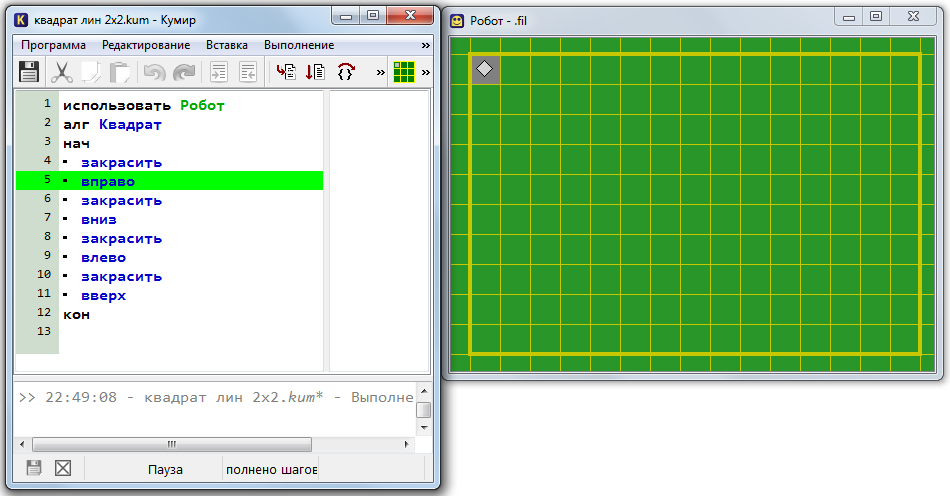 квадрат лин 2x2.kum - Кумир
Программа Редактирование Вставка Выполнение »
» »
1 использовать Робот
2 алг Квадрат
3 нач
4 закрасить
5 вправо
6 закрасить
7 вниз
8 закрасить
9 влево
10 закрасить
11 вверх
12 кон
13
>> 22:49:08 - квадрат лин 2x2.kum* - Выполне
Пауза полнено шагов
Робот - .fil